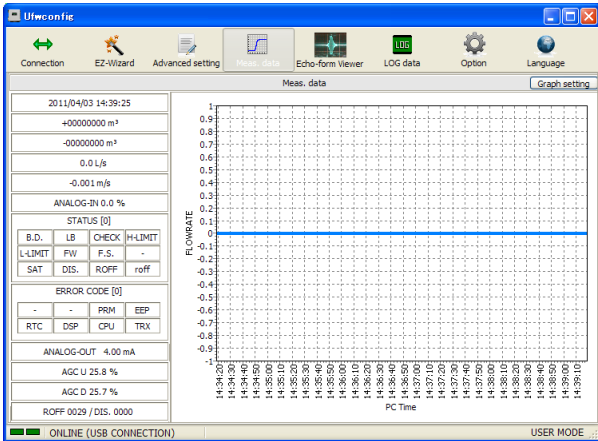 Ufwconfig
Connection EZ-Wizard Advanced setting Meas. data Echo-form Viewer LOG data Option Language
LOG
Meas. data
Graph setting
2011/04/03 14:39:25
+00000000 m³
-00000000 m³
0.0 L/s
-0.001 m/s
ANALOG-IN 0.0 %
STATUS [0]
B.D. LB CHECK H-LIMIT
L-LIMIT FW F.S. -
SAT DIS. ROFF roff
ERROR CODE [0]
- - PRM EEP
RTC DSP CPU TRX
ANALOG-OUT 4.00 mA
AGC U 25.8 %
AGC D 25.7 %
ROFF 0029 / DIS. 0000
FLOWRATE
1
0.9
0.8
0.7
0.6
0.5
0.4
0.3
0.2
0.1
0
-0.1
-0.2
-0.3
-0.4
-0.5
-0.6
-0.7
-0.8
-0.9
-1
14:34:20 14:34:30 14:34:40 14:34:50 14:35:00 14:35:10 14:35:20 14:35:30 14:35:40 14:35:50 14:36:00 14:36:10 14:36:20 14:36:30 14:36:40 14:36:50 14:37:00 14:37:10 14:37:20 14:37:30 14:37:40 14:37:50 14:38:00 14:38:10 14:38:20 14:38:30 14:38:40 14:38:50 14:39:00 14:39:10
PC Time
ONLINE (USB CONNECTION)
USER MODE